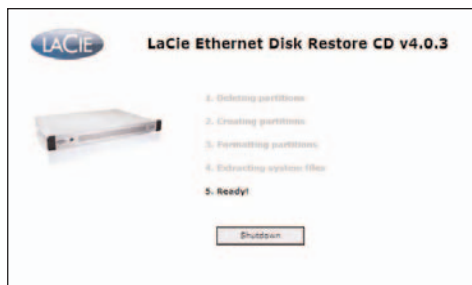 LACIE
LaCie Ethernet Disk Restore CD v4.0.3
1. Deleting partitions
2. Creating partitions
3. Formatting partitions
4. Extracting system files
5. Ready!
Shutdown